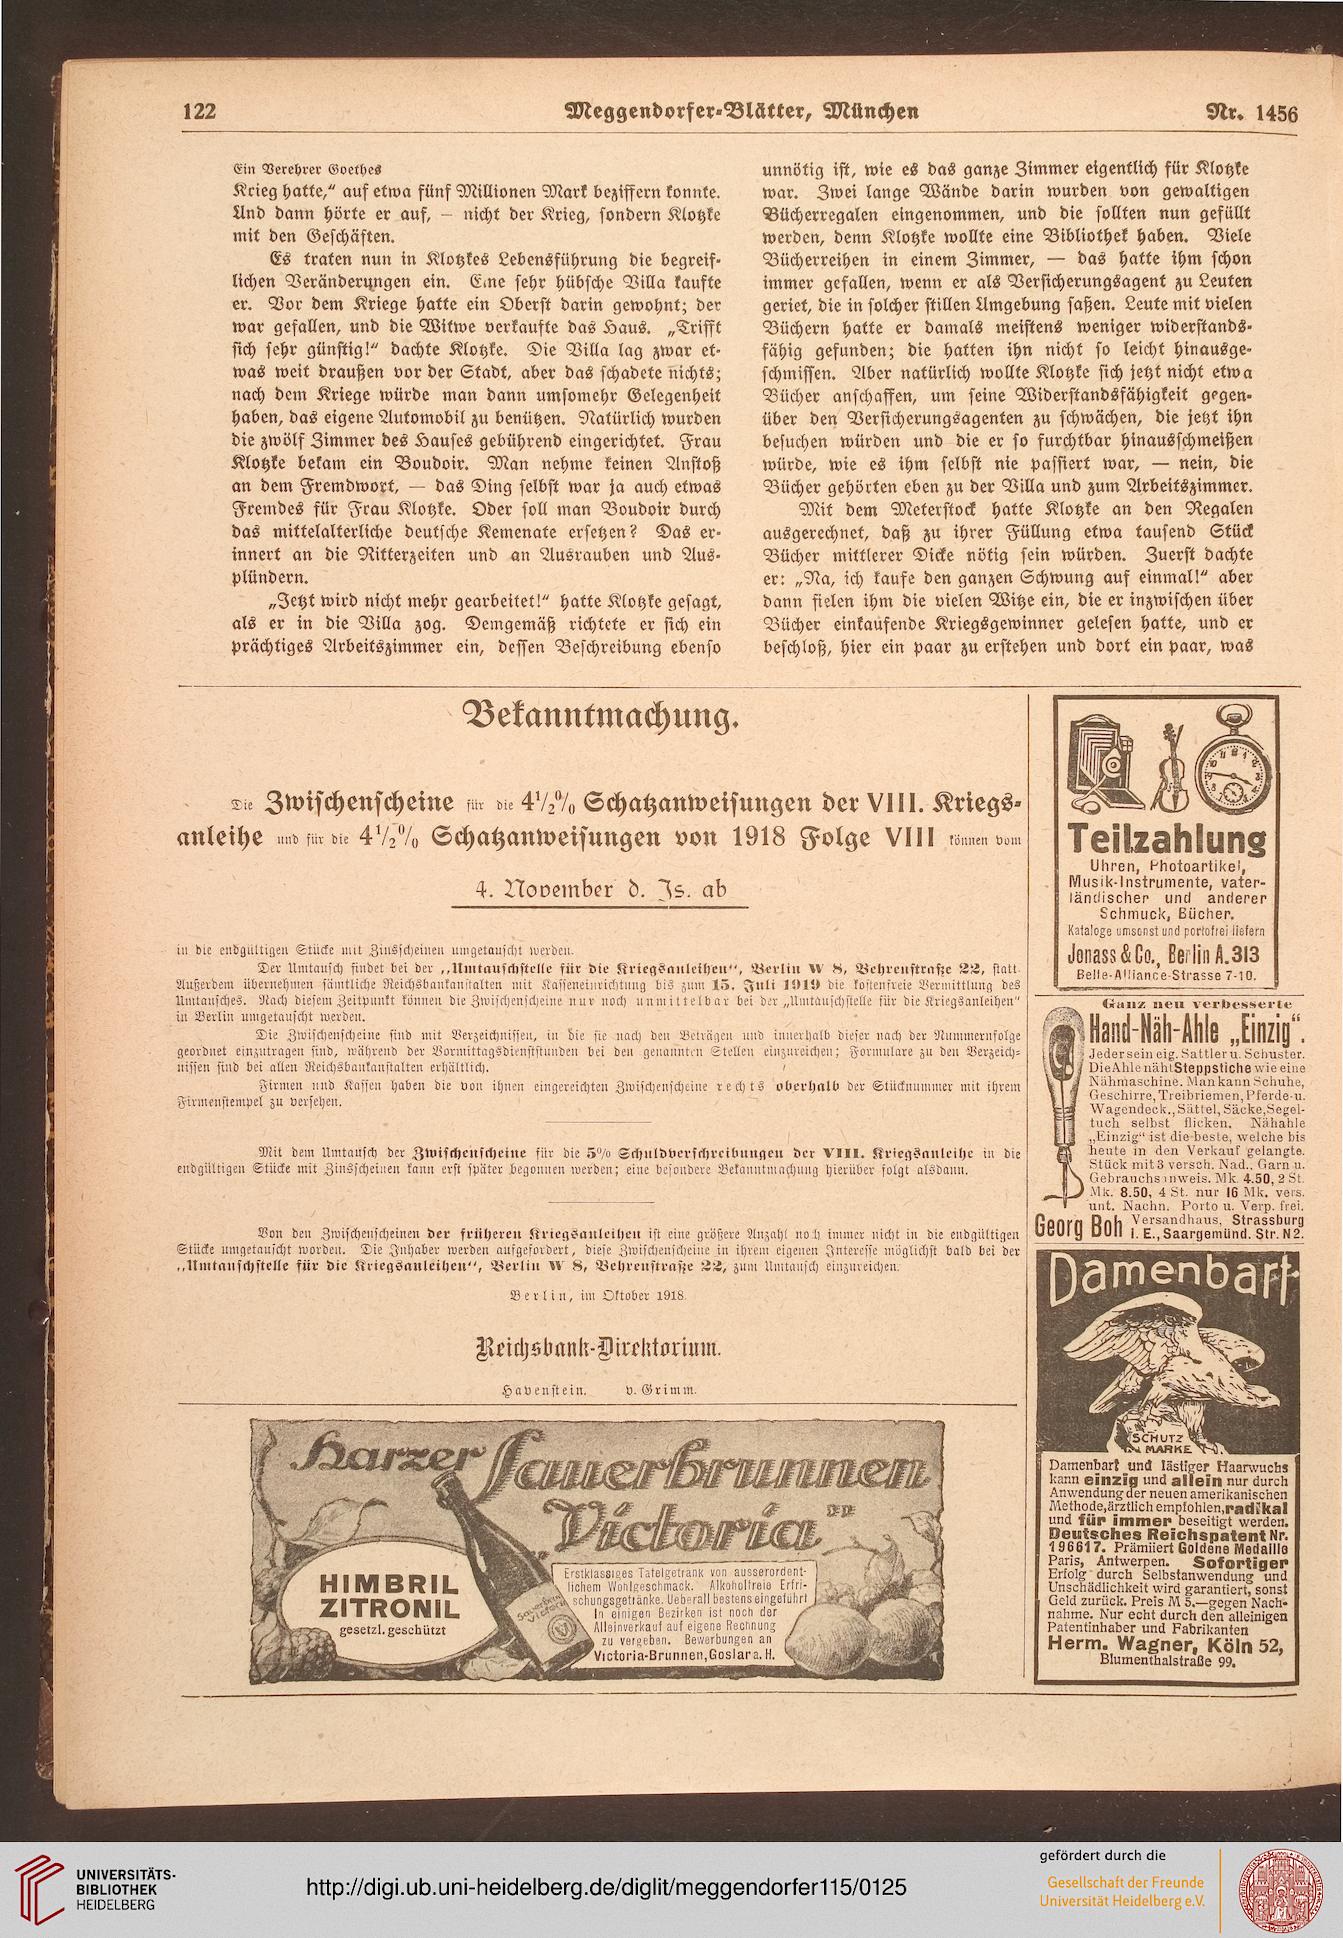 122
Meggendorfer-Blätter, München
Nr. 1456
Ein Verehrer Goethes
Krieg hatte,“ auf etwa fünf Millionen Mark beziffern konnte.
Und dann hörte er auf, — nicht der Krieg, sondern Klotzke
mit den Geschäften.
Es traten nun in Klotzkes Lebensführung die begreif-
lichen Veränderungen ein. Eine sehr hübsche Villa kaufte
er. Vor dem Kriege hatte ein Oberst darin gewohnt; der
war gefallen, und die Witwe verkaufte das Haus. „Trifft
sich sehr günstig!“ dachte Klotzke. Die Villa lag zwar et-
was weit draußen vor der Stadt, aber das schadete nichts;
nach dem Kriege würde man dann umsomehr Gelegenheit
haben, das eigene Automobil zu benützen. Natürlich wurden
die zwölf Zimmer des Hauses gebührend eingerichtet. Frau
Klotzke bekam ein Boudoir. Man nehme keinen Anstoß
an dem Fremdwort, — das Ding selbst war ja auch etwas
Fremdes für Frau Klotzke. Oder soll man Boudoir durch
das mittelalterliche deutsche Kemenate ersetzen? Das er-
innert an die Ritterzeiten und an Ausrauben und Aus-
plündern.
„Jetzt wird nicht mehr gearbeitet!“ hatte Klotzke gesagt,
als er in die Villa zog. Demgemäß richtete er sich ein
prächtiges Arbeitszimmer ein, dessen Beschreibung ebenso
unnötig ist, wie es das ganze Zimmer eigentlich für Klotzke
war. Zwei lange Wände darin wurden von gewaltigen
Bücherregalen eingenommen, und die sollten nun gefüllt
werden, denn Klotzke wollte eine Bibliothek haben. Viele
Bücherreihen in einem Zimmer, — das hatte ihm schon
immer gefallen, wenn er als Versicherungsagent zu Leuten
geriet, die in solcher stillen Umgebung saßen. Leute mit vielen
Büchern hatte er damals meistens weniger widerstands-
fähig gefunden; die hatten ihn nicht so leicht hinausge-
schmissen. Aber natürlich wollte Klotzke sich jetzt nicht etwa
Bücher anschaffen, um seine Widerstandsfähigkeit gegen-
über den Versicherungsagenten zu schwächen, die jetzt ihn
besuchen würden und die er so furchtbar hinausschmeißen
würde, wie es ihm selbst nie passiert war, — nein, die
Bücher gehörten eben zu der Villa und zum Arbeitszimmer.
Mit dem Meterstock hatte Klotzke an den Regalen
ausgerechnet, daß zu ihrer Füllung etwa tausend Stück
Bücher mittlerer Dicke nötig sein würden. Zuerst dachte
er: „Na, ich kaufe den ganzen Schwung auf einmal!“ aber
dann fielen ihm die vielen Witze ein, die er inzwischen über
Bücher einkaufende Kriegsgewinner gelesen hatte, und er
beschloß, hier ein paar zu erstehen und dort ein paar, was
Bekanntmachung.
Die Zwischenscheine für die 4½% Schatzanweisungen der VIII. Kriegs-
anleihe und für die 4½% Schatzanweisungen von 1918 Folge VIII können vom
4. November d. Js. ab
in die endgültigen Stücke mit Zinsscheinen umgetauscht werden.
Der Umtausch findet bei der „Umtauschstelle für die Kriegsanleihen“, Berlin W 8, Behrenstraße 22, statt.
Außerdem übernehmen sämtliche Reichsbankanstalten mit Kasseneinrichtung bis zum 15. Juli 1919 die kostenfreie Vermittlung des
Umtausches. Nach diesem Zeitpunkt können die Zwischenscheine nur noch unmittelbar bei der „Umtauschstelle für die Kriegsanleihen“
in Berlin umgetauscht werden.
Die Zwischenscheine sind mit Verzeichnissen, in die sie nach den Beträgen und innerhalb dieser nach der Nummernfolge
geordnet einzutragen sind, während der Vormittagsdienststunden bei den genannten Stellen einzureichen; Formulare zu den Verzeich-
nissen sind bei allen Reichsbankanstalten erhältlich.
Firmen und Kassen haben die von ihnen eingereichten Zwischenscheine rechts oberhalb der Stücknummer mit ihrem
Firmenstempel zu versehen.
Mit dem Umtausch der Zwischenscheine für die 5% Schuldverschreibungen der VIII. Kriegsanleihe in die
endgültigen Stücke mit Zinsscheinen kann erst später begonnen werden; eine besondere Bekanntmachung hierüber folgt alsdann.
Von den Zwischenscheinen der früheren Kriegsanleihen ist eine größere Anzahl noch immer nicht in die endgültigen
Stücke umgetauscht worden. Die Inhaber werden aufgefordert, diese Zwischenscheine in ihrem eigenen Interesse möglichst bald bei der
„Umtauschstelle für die Kriegsanleihen“, Berlin W 8, Behrenstraße 22, zum Umtausch einzureichen.
Berlin, im Oktober 1918.
Reichsbank-Direktorium.
Havenstein. v. Grimm.
Harzer Sauerbrunnen
„Victoria“
HIMBRIL
ZITRONIL
gesetzl. geschützt
Sauerbrunn
Victoria
Erstklassiges Tafelgetränk von ausserordent-
lichem Wohlgeschmack. Alkoholfreie Erfri-
schungsgetränke. Ueberall bestens eingeführt
In einigen Bezirken ist noch der
Alleinverkauf auf eigene Rechnung
zu vergeben. Bewerbungen an
Victoria-Brunnen, Goslar a. H.
Teilzahlung
Uhren, Photoartikel,
Musik-Instrumente, vater-
ländischer und anderer
Schmuck, Bücher.
Kataloge umsonst und portofrei liefern
Jonass & Co., Berlin A. 313
Belle-Alliance-Strasse 7-10.
Ganz neu verbesserte
Hand-Näh-Ahle „Einzig“.
Jeder sein eig. Sattler u. Schuster.
Die Ahle näht Steppstiche wie eine
Nähmaschine. Man kann Schuhe,
Geschirre, Treibriemen, Pferde- u.
Wagendeck., Sättel, Säcke, Segel-
tuch selbst flicken. Nähahle
„Einzig“ ist die beste, welche bis
heute in den Verkauf gelangte.
Stück mit 3 versch. Nad., Garn u.
Gebrauchsanweis. Mk. 4.50, 2 St.
Mk. 8.50, 4 St. nur 16 Mk. vers.
unt. Nachn. Porto u. Verp. frei.
Georg Boh Versandhaus, Strassburg
i. E., Saargemünd. Str. N 2.
Damenbart
SCHUTZ
MARKE
Damenbart und lästiger Haarwuchs
kann einzig und allein nur durch
Anwendung der neuen amerikanischen
Methode, ärztlich empfohlen, radikal
und für immer beseitigt werden.
Deutsches Reichspatent Nr.
196617. Prämiiert Goldene Medaille
Paris, Antwerpen. Sofortiger
Erfolg durch Selbstanwendung und
Unschädlichkeit wird garantiert, sonst
Geld zurück. Preis M 5.— gegen Nach-
nahme. Nur echt durch den alleinigen
Patentinhaber und Fabrikanten
Herm. Wagner, Köln 52,
Blumenthalstraße 99.
UNIVERSITÄTS-
BIBLIOTHEK
HEIDELBERG
http://digi.ub.uni-heidelberg.de/diglit/meggendorfer115/0125
gefördert durch die
Gesellschaft der Freunde
Universität Heidelberg e.V.